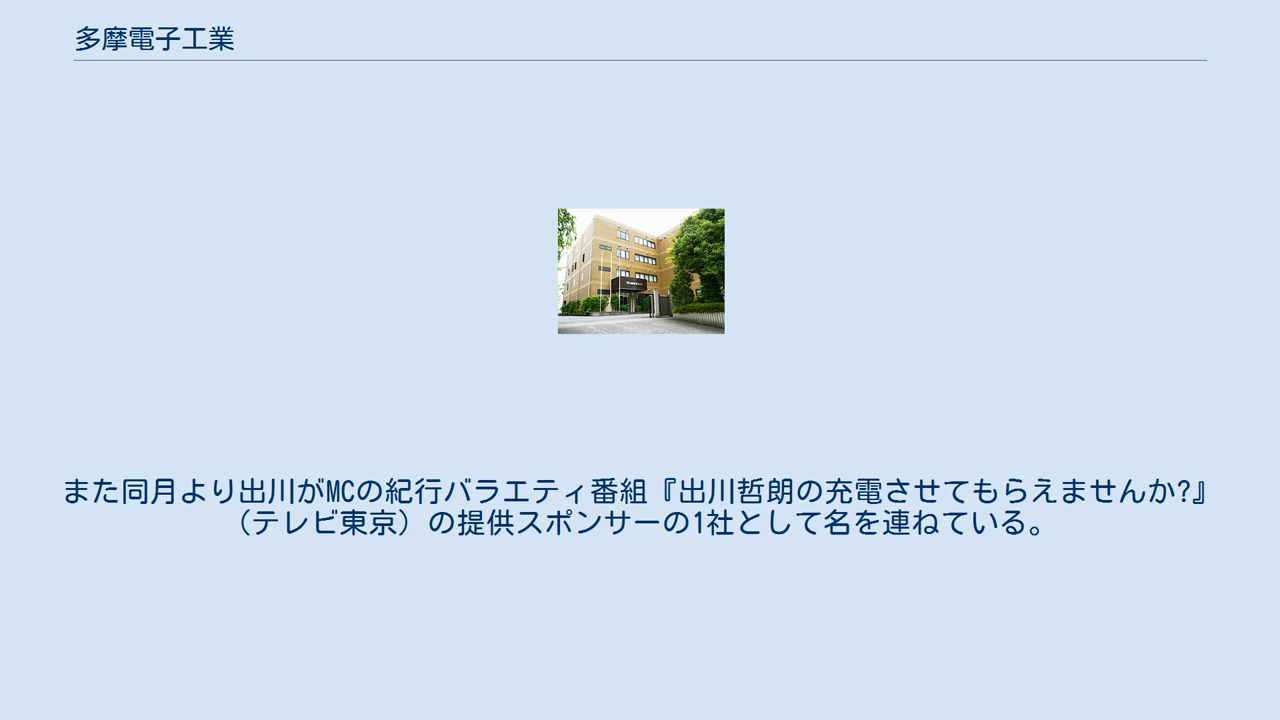 多摩電子工業
また同月より出川がMCの紀行バラエティ番組『出川哲朗の充電させてもらえませんか?』
（テレビ東京）の提供スポンサーの1社として名を連ねている。